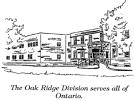 The Oak Ridge Division serves all of
Ontario.